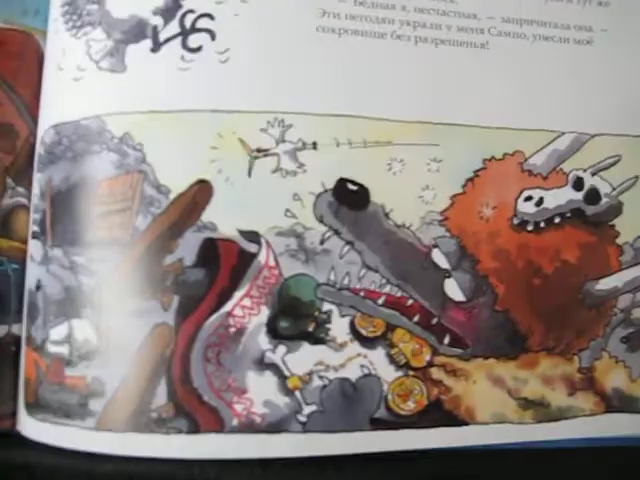 — Бедная я, несчастная, — запричитала она. —
Эти негодяи украли у меня Сампо, унесли моё
сокровище без разрешенья!